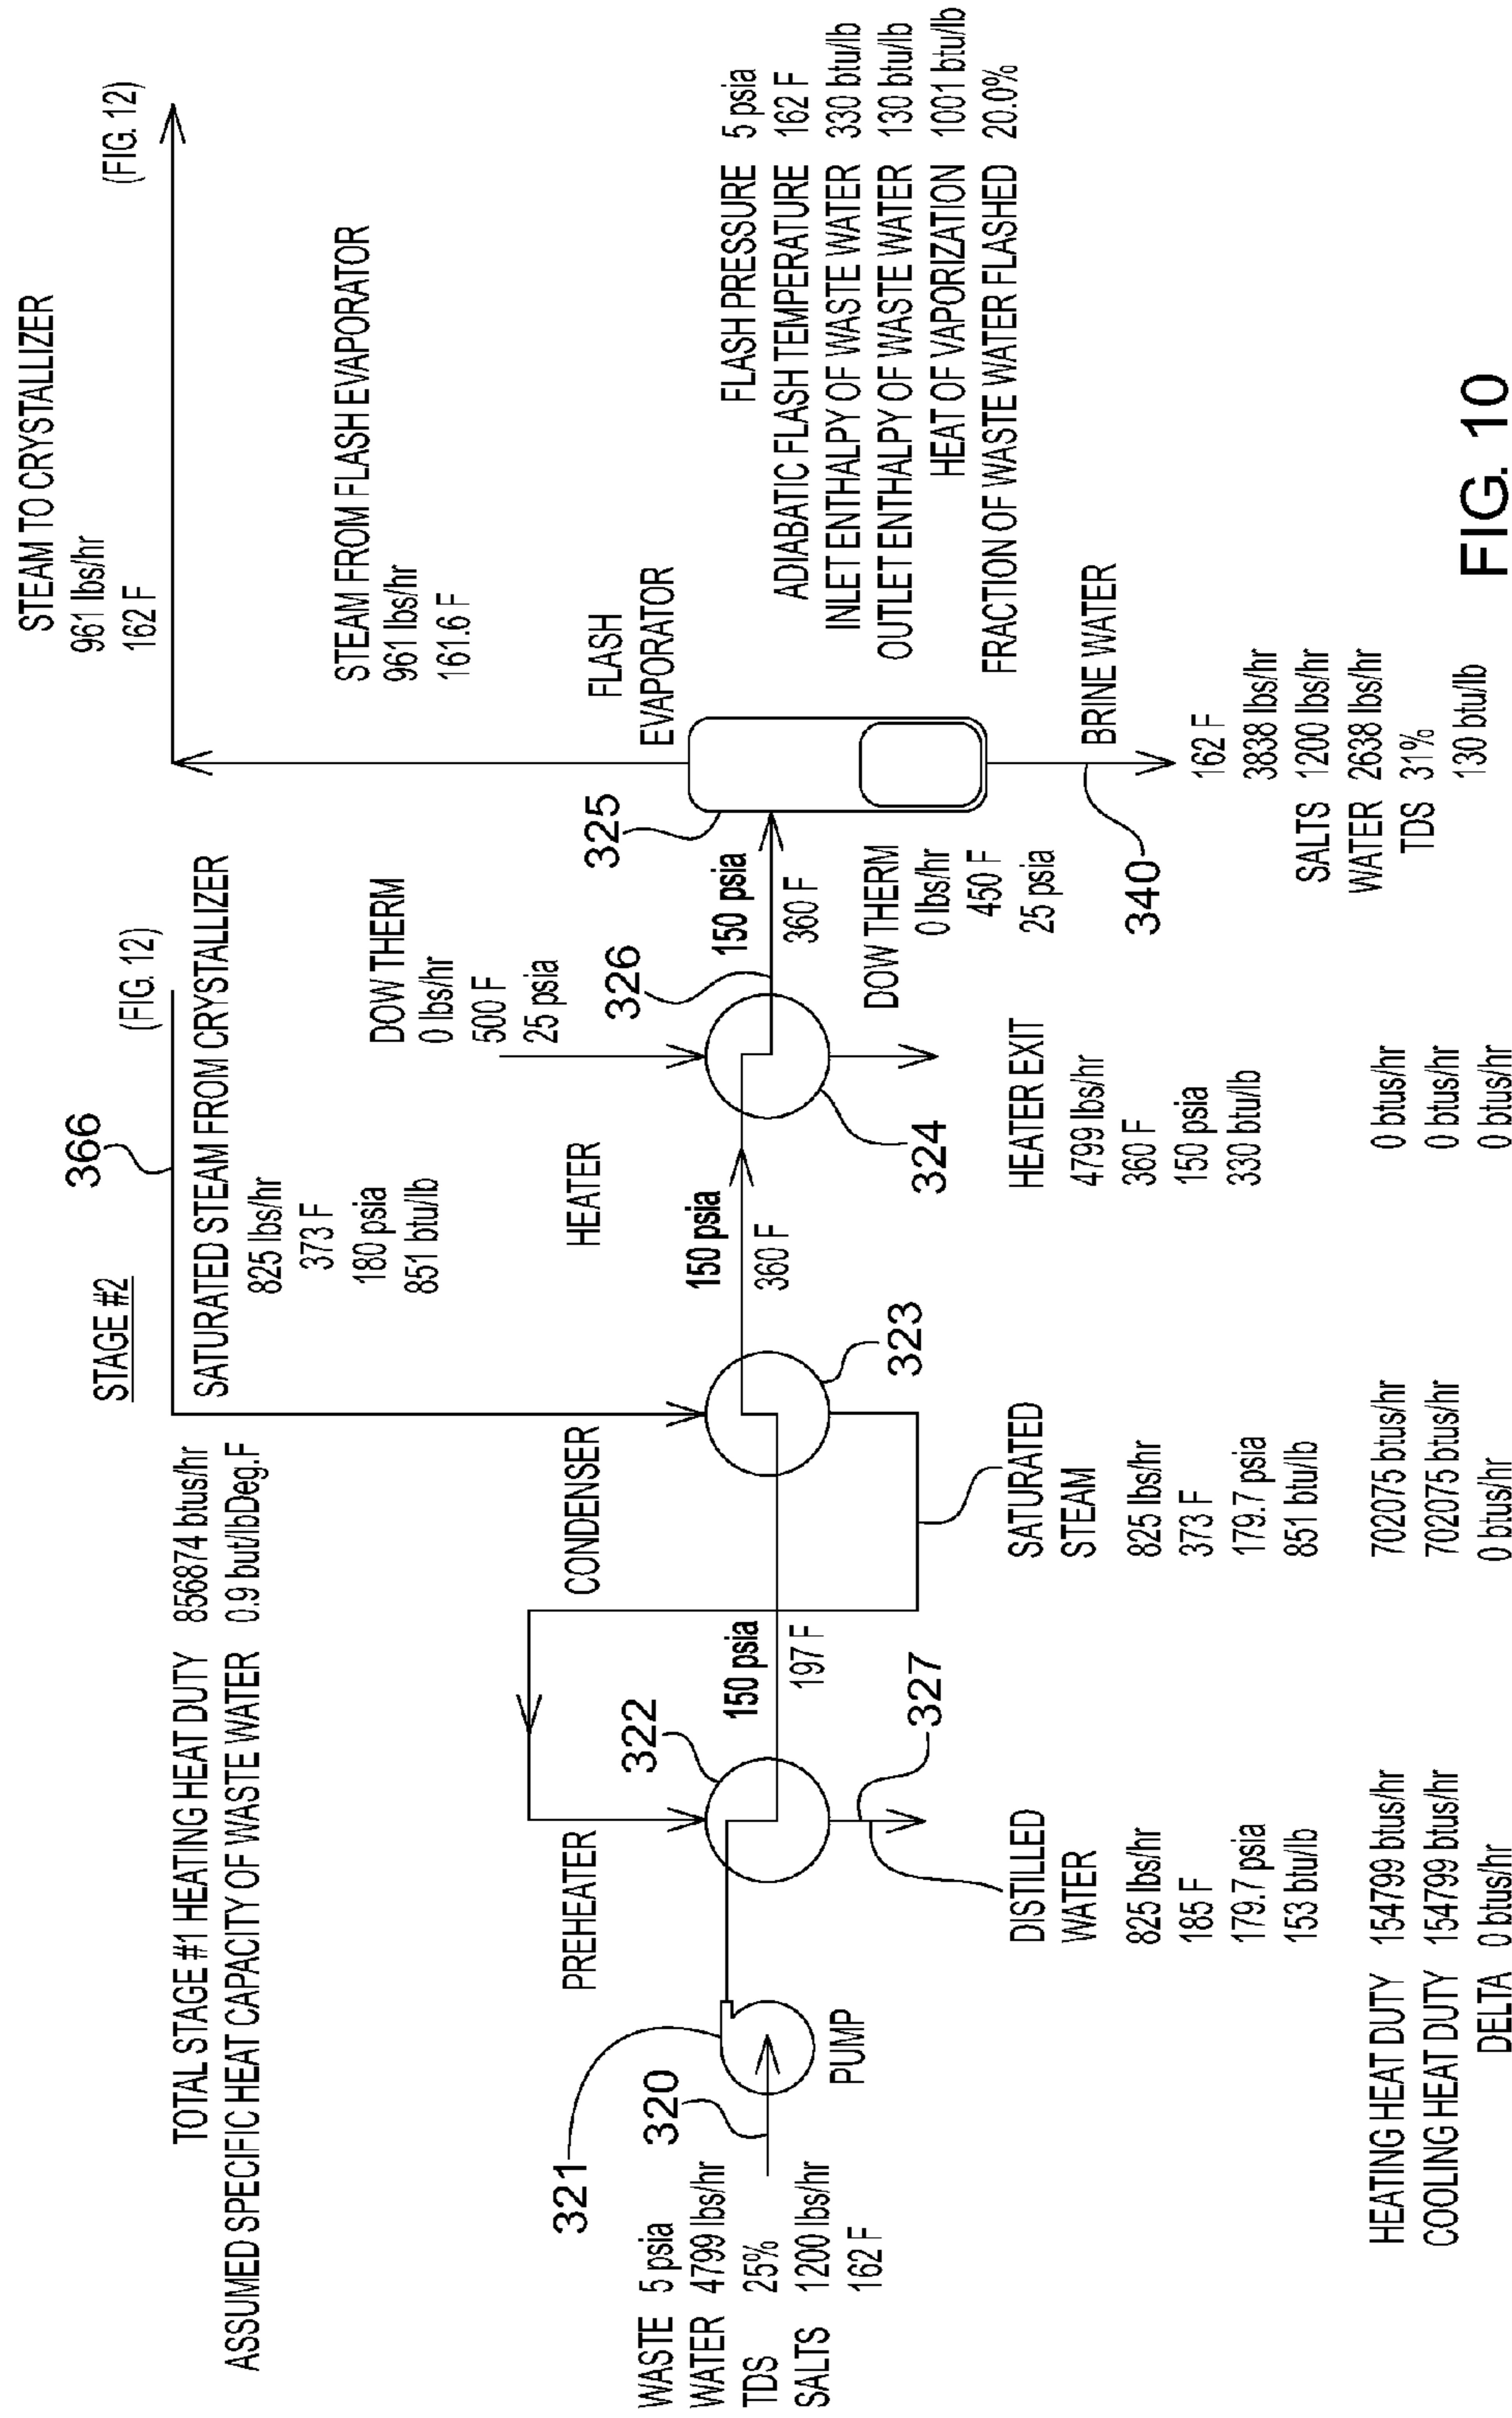 STEAM TO CRYSTALLIZER
961 lbs/hr
162 F
(FIG. 12)
366
(FIG. 12)
STAGE #2
TOTAL STAGE #1 HEATING HEAT DUTY 856874 btus/hr
ASSUMED SPECIFIC HEAT CAPACITY OF WASTE WATER 0.9 but/lbDeg.F
SATURATED STEAM FROM CRYSTALLIZER
825 lbs/hr
373 F
180 psia
851 btu/lb
STEAM FROM FLASH EVAPORATOR
961 lbs/hr
161.6 F
DOW THERM
0 lbs/hr
500 F
25 psia
PREHEATER
CONDENSER
HEATER
FLASH
EVAPORATOR
321
320
322
326
325
WASTE 5 psia
WATER 4799 lbs/hr
TDS 25%
SALTS 1200 lbs/hr
162 F
PUMP
150 psia
197 F
150 psia
360 F
150 psia
360 F
327
323
324
DOW THERM
0 lbs/hr
450 F
25 psia
340
FLASH PRESSURE 5 psia
ADIABATIC FLASH TEMPERATURE 162 F
INLET ENTHALPY OF WASTE WATER 330 btu/lb
OUTLET ENTHALPY OF WASTE WATER 130 btu/lb
HEAT OF VAPORIZATION 1001 btu/lb
FRACTION OF WASTE WATER FLASHED 20.0%
DISTILLED
WATER
825 lbs/hr
185 F
179.7 psia
153 btu/lb
SATURATED
STEAM
825 lbs/hr
373 F
179.7 psia
851 btu/lb
HEATER EXIT
4799 lbs/hr
360 F
150 psia
330 btu/lb
BRINE WATER
162 F
3838 lbs/hr
SALTS 1200 lbs/hr
WATER 2638 lbs/hr
TDS 31%
130 btu/lb
HEATING HEAT DUTY 154799 btus/hr 702075 btus/hr 0 btus/hr
COOLING HEAT DUTY 154799 btus/hr 702075 btus/hr 0 btus/hr
DELTA 0 btus/hr 0 btus/hr 0 btus/hr
FIG. 10